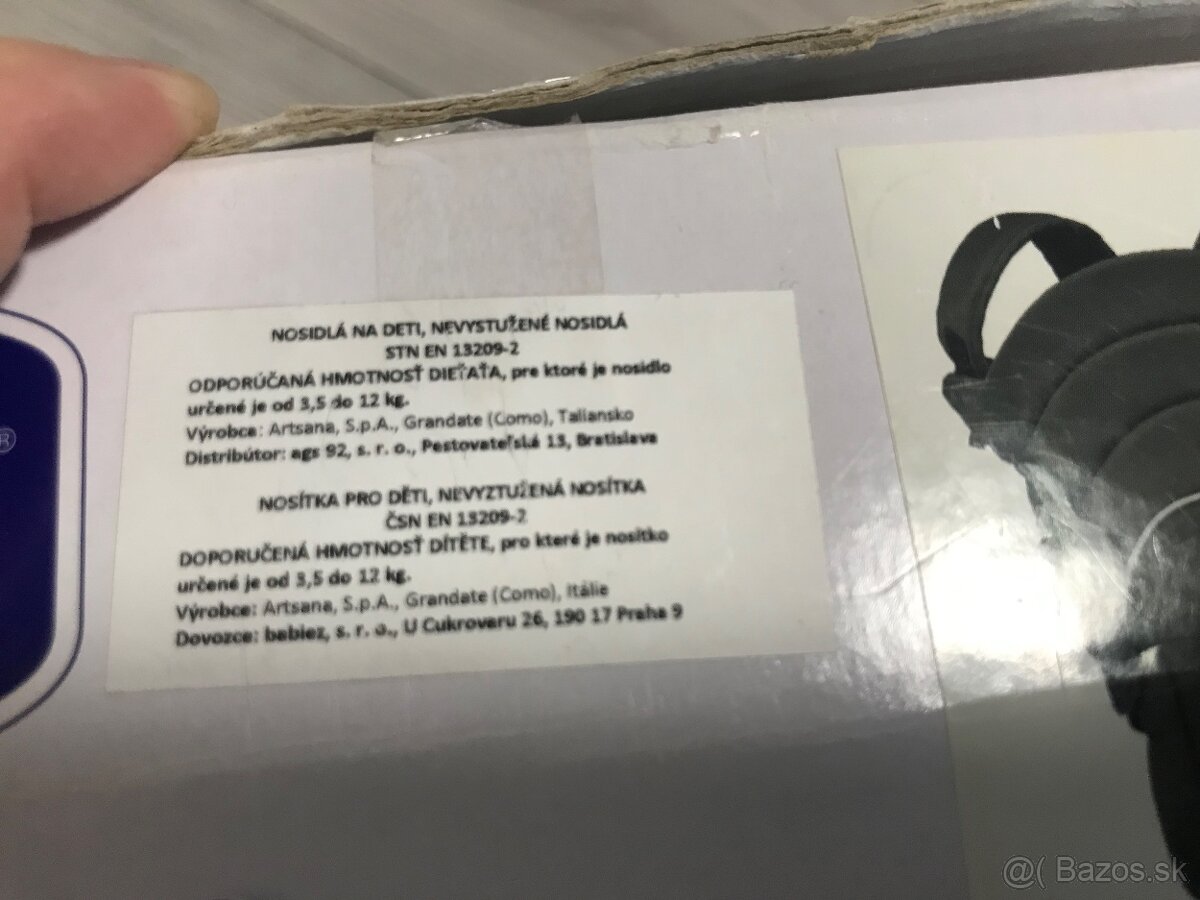 NOSIDLÁ NA DETI, NEVYSTUŽENÉ NOSIDLÁ
STN EN 13209-2
ODPORÚČANÁ HMOTNOSŤ DIEŤAŤA, pre ktoré je nosidlo
určené je od 3,5 do 12 kg.
Výrobca: Artsana, S.p.A., Grandate (Como), Taliansko
Distribútor: ags 92, s. r. o., Pestovateľská 13, Bratislava
NOSÍTKA PRO DĚTI, NEVYZTUŽENÁ NOSÍTKA
ČSN EN 13209-2
DOPORUČENÁ HMOTNOSŤ DÍTĚTE, pro které je nosítko
určené je od 3,5 do 12 kg.
Výrobce: Artsana, S.p.A., Grandate (Como), Itálie
Dovozce: babiez, s. r. o., U Cukrovaru 26, 190 17 Praha 9
®
@( Bazos.sk